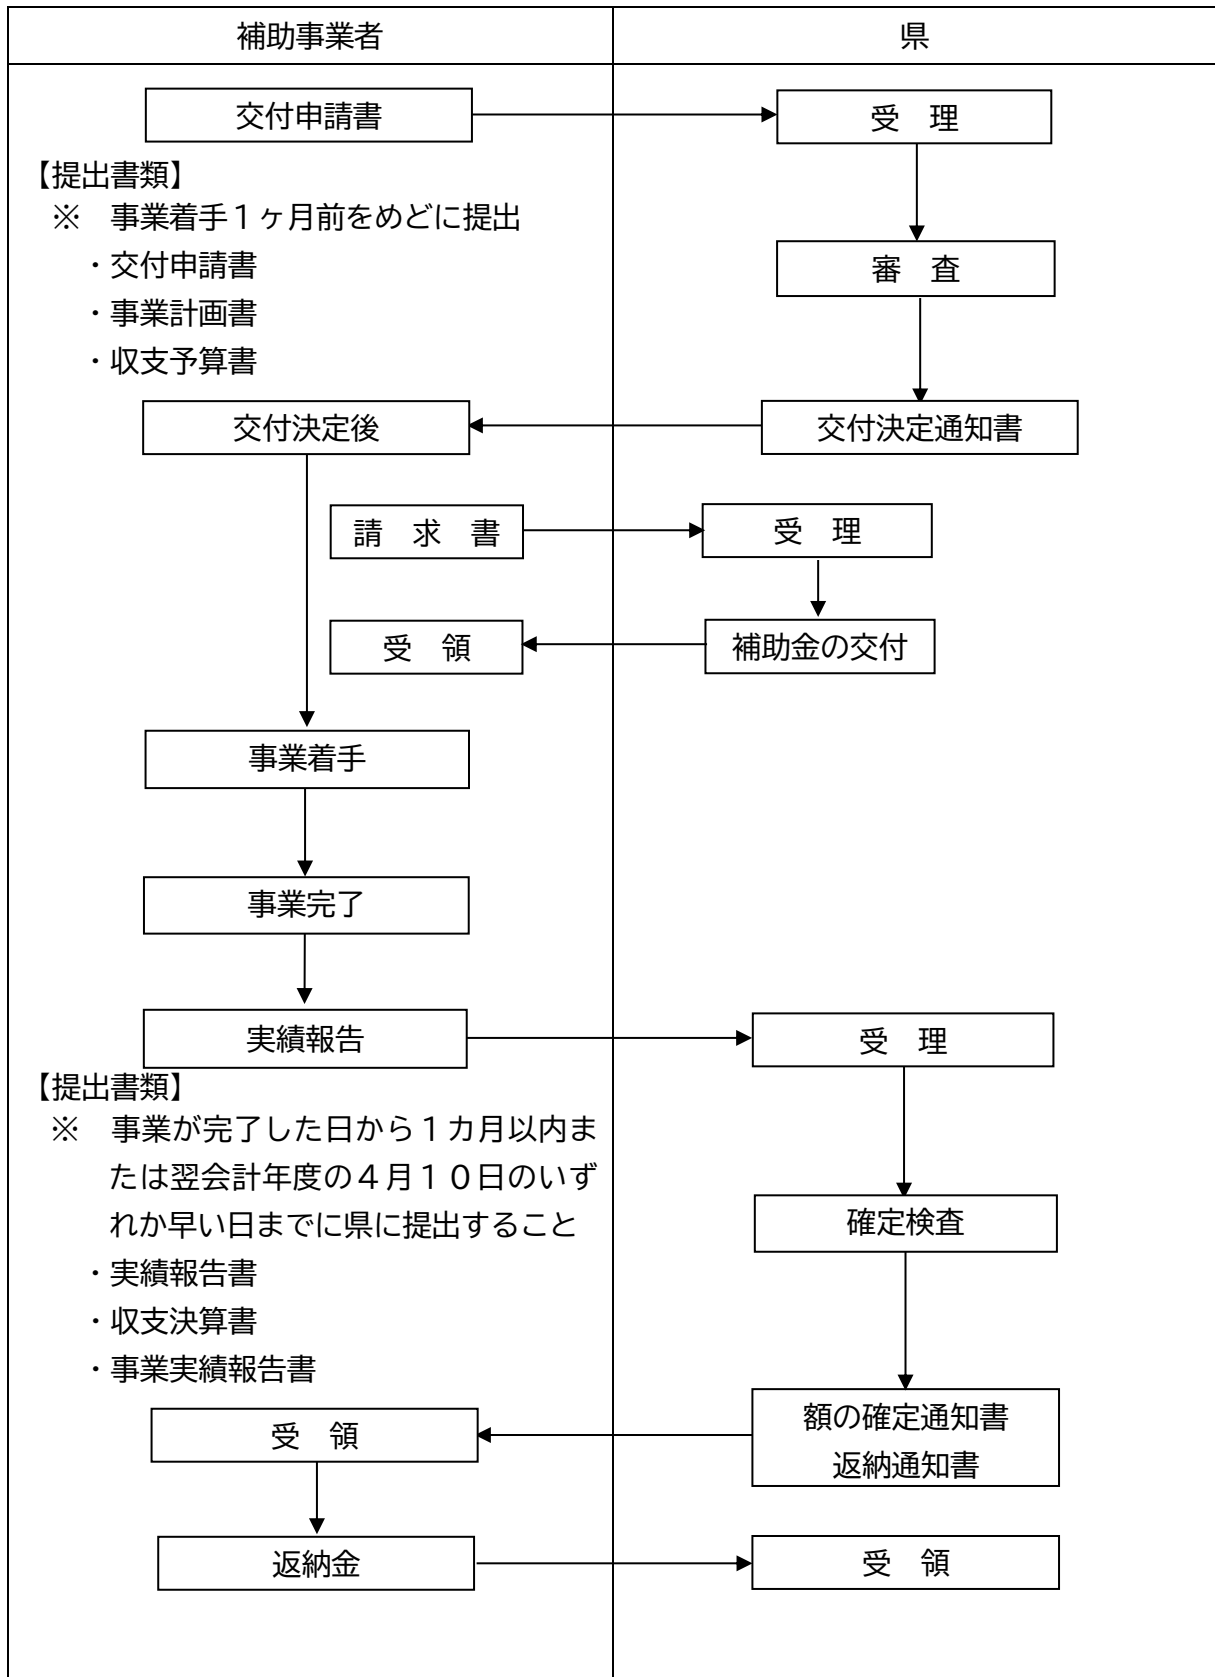 補助事業者
県
交付申請書
受　理
【提出書類】
※　事業着手１ヶ月前をめどに提出
・交付申請書
・事業計画書
・収支予算書
審　査
交付決定後
交付決定通知書
請　求　書
受　理
受　領
補助金の交付
事業着手
事業完了
実績報告
受　理
【提出書類】
※　事業が完了した日から１カ月以内ま
たは翌会計年度の４月１０日のいず
れか早い日までに県に提出すること
・実績報告書
・収支決算書
・事業実績報告書
確定検査
額の確定通知書
返納通知書
受　領
返納金
受　領